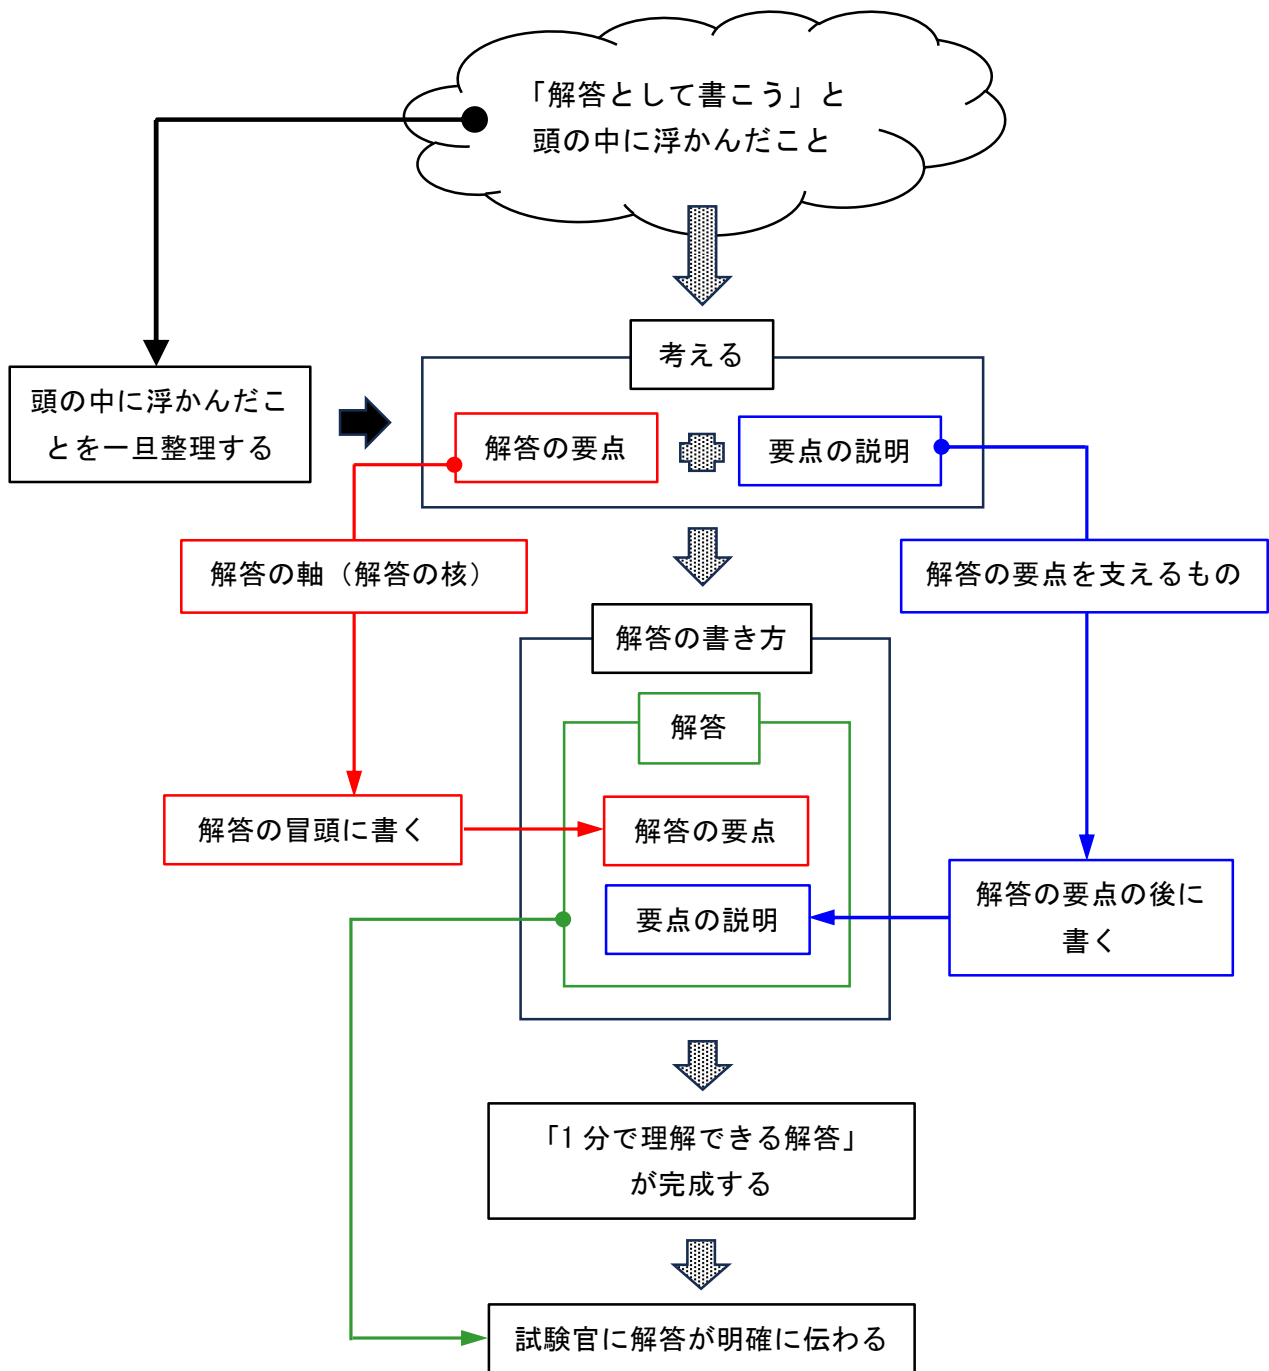 「解答として書こう」と
頭の中に浮かんだこと
考える
頭の中に浮かんだこ
とを一旦整理する
解答の要点
要点の説明
解答の軸（解答の核）
解答の要点を支えるもの
解答の書き方
解答
解答の冒頭に書く
解答の要点
要点の説明
解答の要点の後に
書く
「1分で理解できる解答」
が完成する
試験官に解答が明確に伝わる